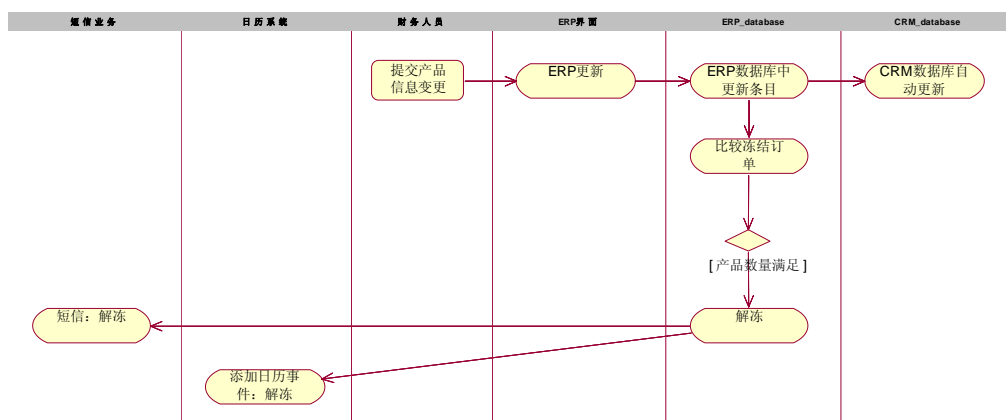 短信业务
日历系统
财务人员
ERP界面
ERP_database
CRM_database
提交产品
信息变更
ERP更新
ERP数据库中
更新条目
CRM数据库自
动更新
比较冻结订
单
[ 产品数量满足 ]
短信：解冻
解冻
添加日历事
件：解冻